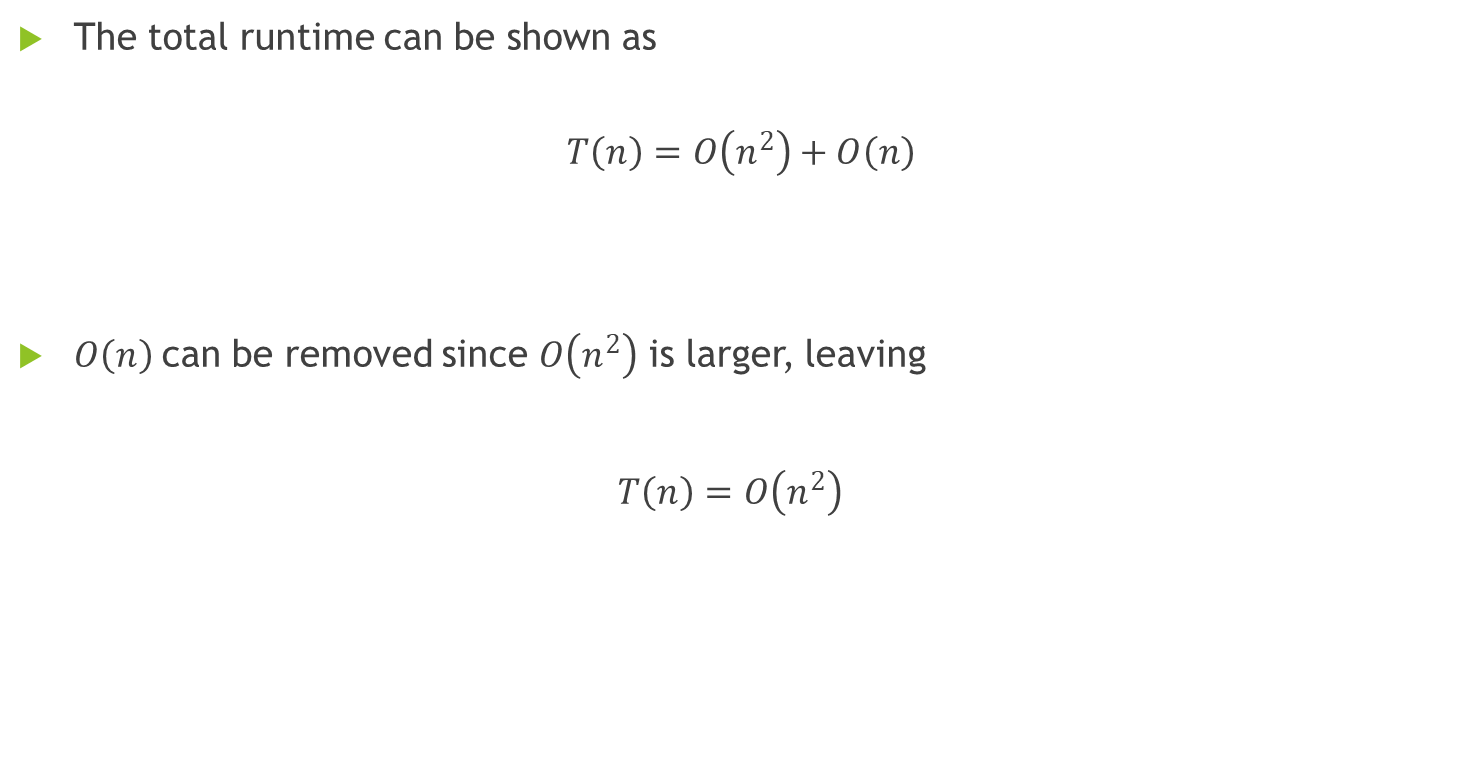 The total runtime can be shown as
T(n) = O(n²) + O(n)
O(n) can be removed since O(n²) is larger, leaving
T(n) = O(n²)